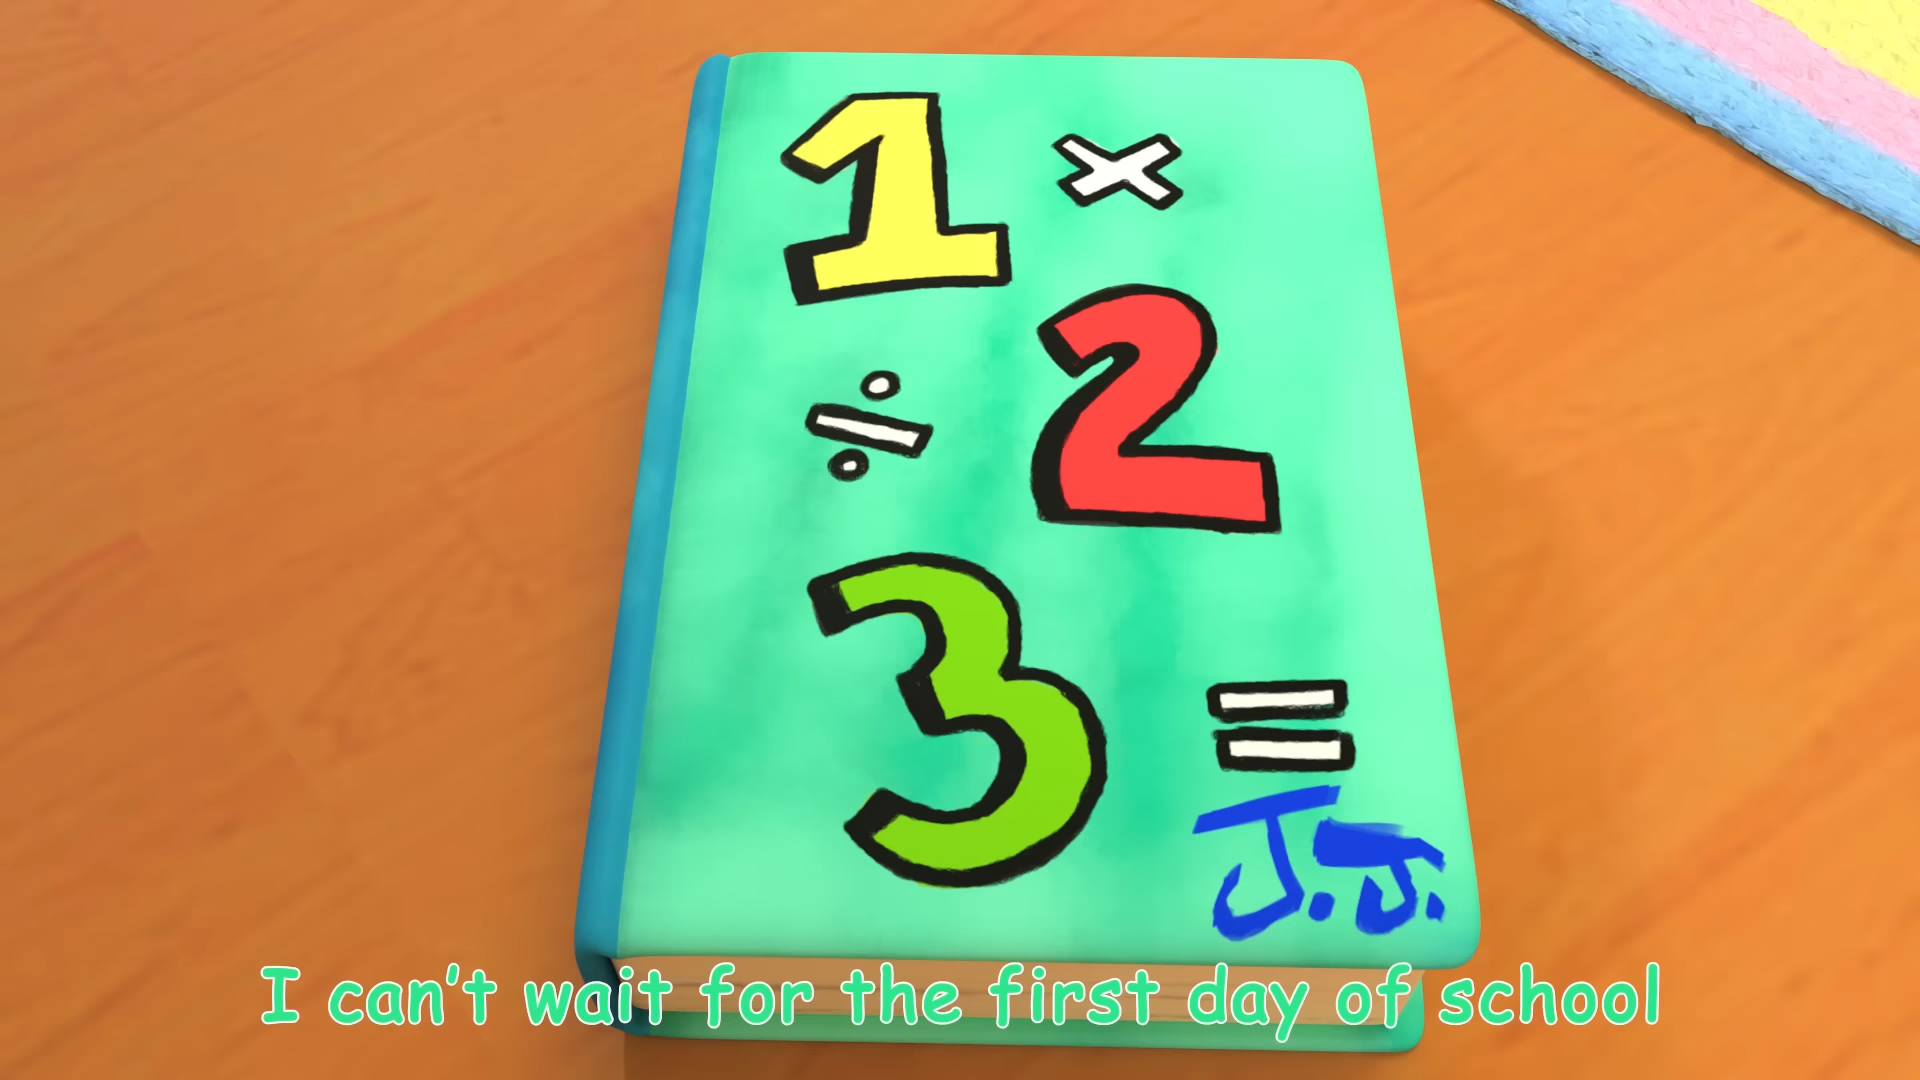 1 ×
÷ 2
3 =
J.J.
I can't wait for the first day of school